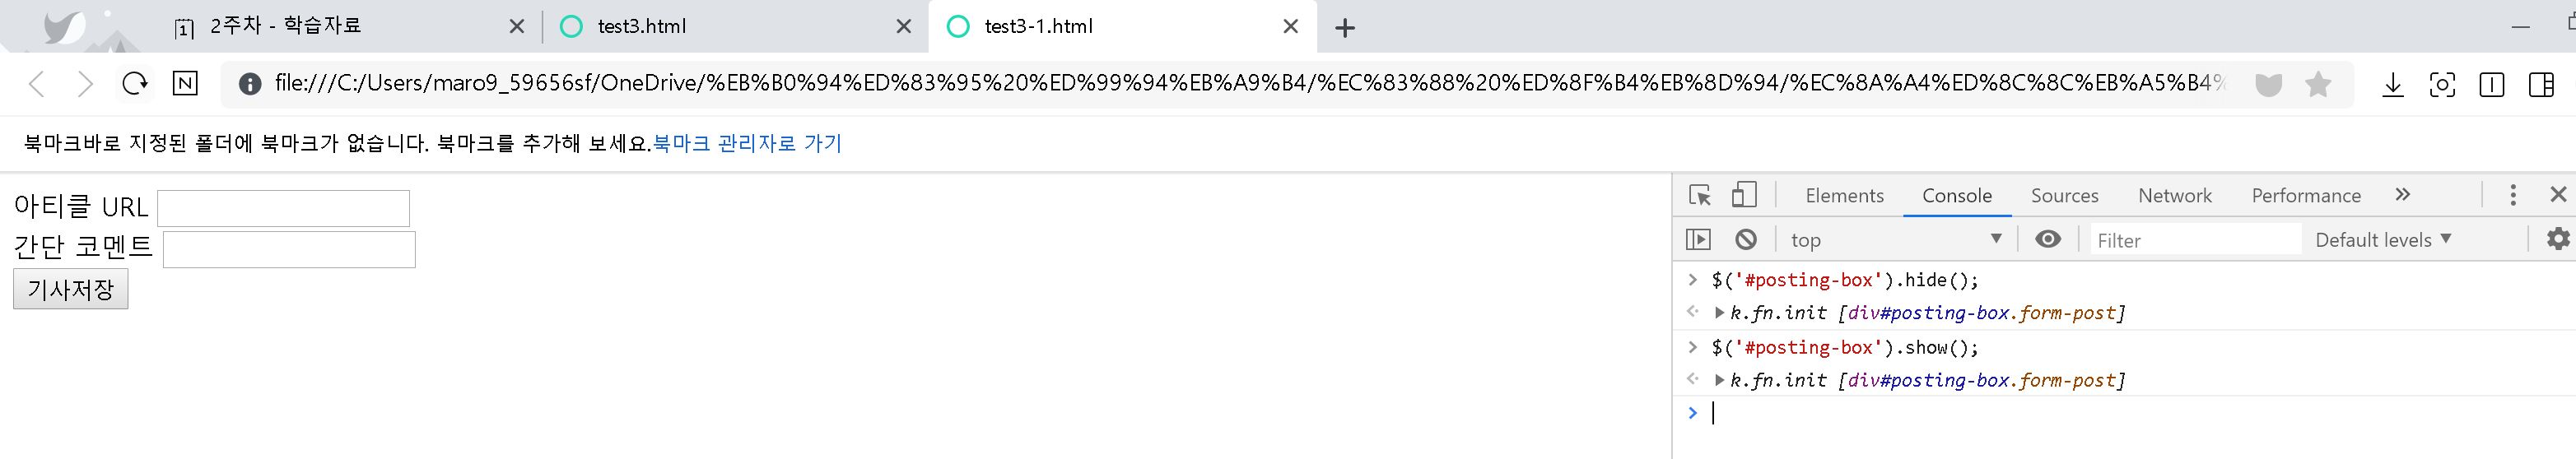 2주차 - 학습자료
test3.html
test3-1.html
N
file:///C:/Users/maro9_59656sf/OneDrive/%EB%B0%94%ED%83%95%20%ED%99%94%EB%A9%B4/%EC%83%88%20%ED%8F%B4%EB%8D%94/%EC%8A%A4%ED%8C%8C%EB%A5%B4%
북마크바로 지정된 폴더에 북마크가 없습니다. 북마크를 추가해 보세요.북마크 관리자로 가기
아티클 URL
간단 코멘트
기사저장
Elements Console Sources Network Performance
top Filter Default levels
$('#posting-box').hide();
k.fn.init [div#posting-box.form-post]
$('#posting-box').show();
k.fn.init [div#posting-box.form-post]